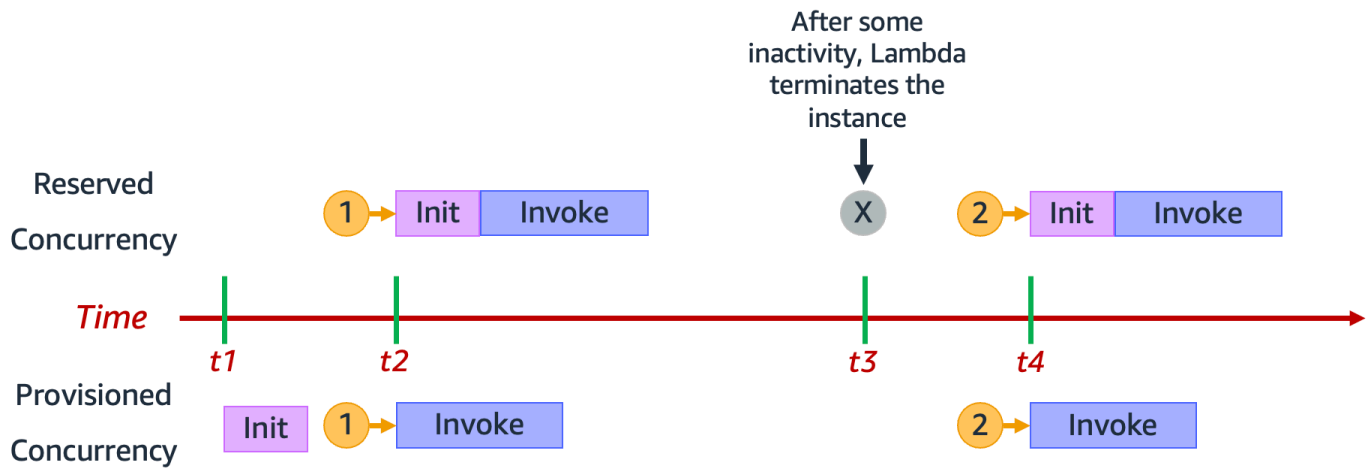 After some
inactivity, Lambda
terminates the
instance
Reserved
Concurrency
1
Init
Invoke
X
2
Init
Invoke
Time
t1
t2
t3
t4
Provisioned
Concurrency
Init
1
Invoke
2
Invoke